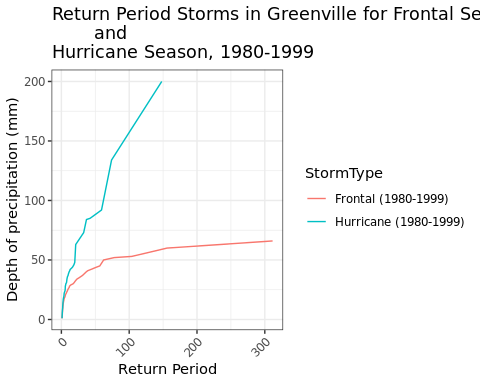 Return Period Storms in Greenville for Frontal Se
and
Hurricane Season, 1980-1999
200
150
100
50
0
Depth of precipitation (mm)
0
100
200
300
Return Period
StormType
Frontal (1980-1999)
Hurricane (1980-1999)